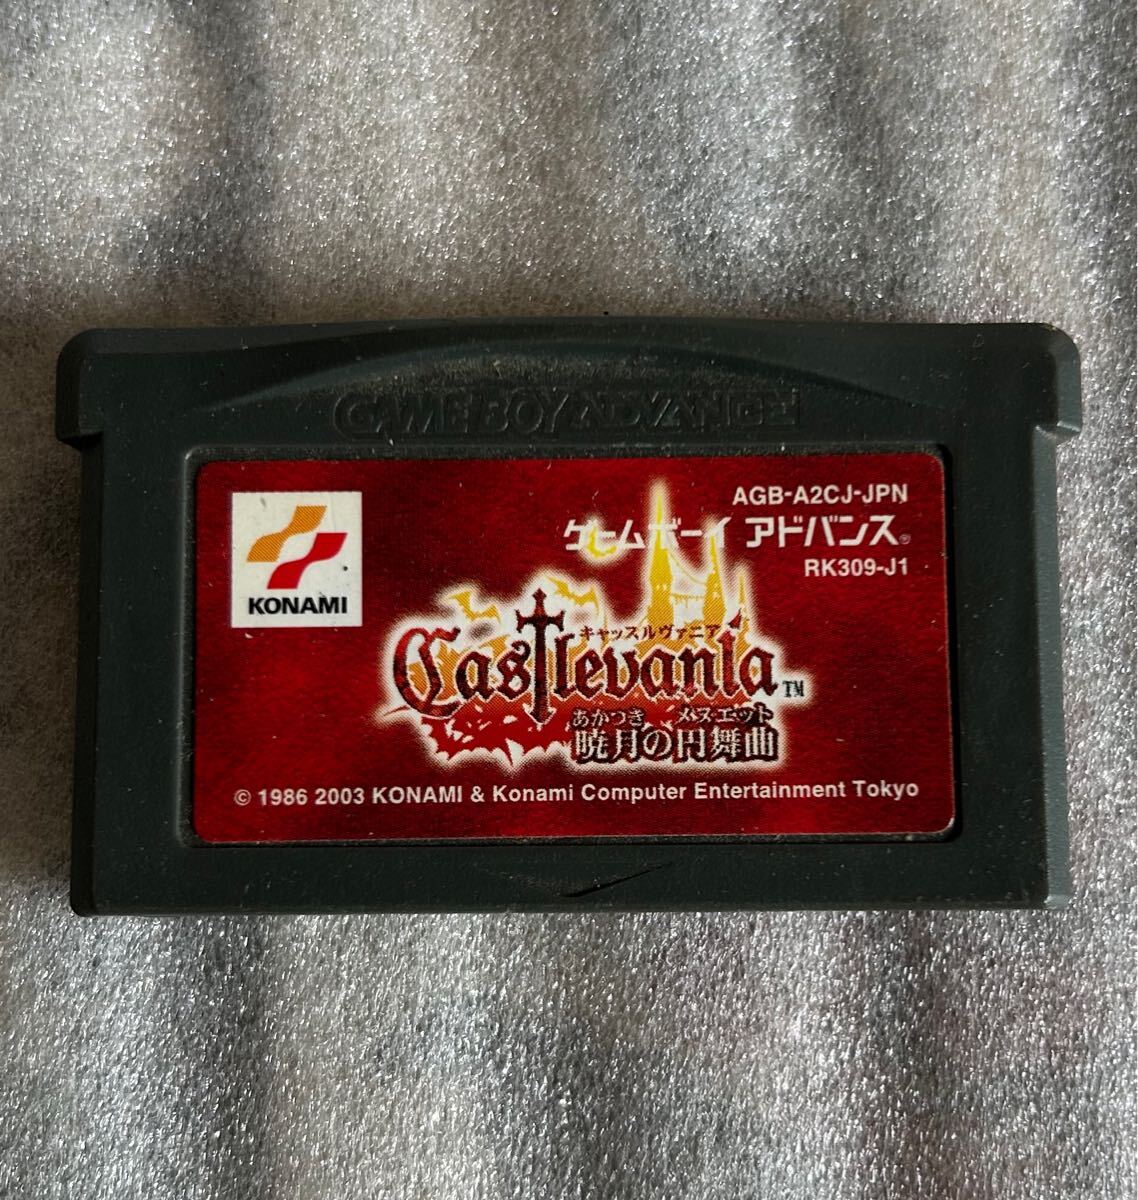 GAME BOY ADVANCE
KONAMI
AGB-A2CJ-JPN
ゲームボーイ アドバンス®
RK309-J1
キャッスルヴァニア
Castlevania™
あかつき メヌエット
暁月の円舞曲
© 1986 2003 KONAMI & Konami Computer Entertainment Tokyo